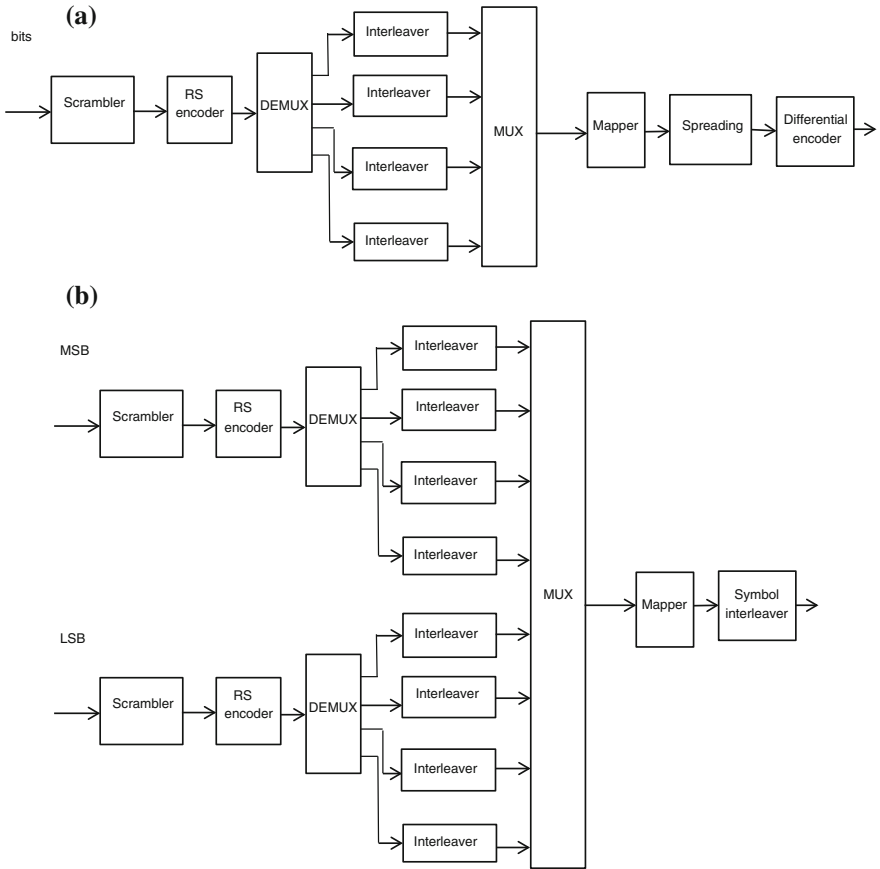 (a)
bits
Scrambler
RS
encoder
DEMUX
Interleaver
Interleaver
Interleaver
Interleaver
MUX
Mapper
Spreading
Differential
encoder
(b)
MSB
Scrambler
RS
encoder
DEMUX
Interleaver
Interleaver
Interleaver
Interleaver
LSB
Scrambler
RS
encoder
DEMUX
Interleaver
Interleaver
Interleaver
Interleaver
MUX
Mapper
Symbol
interleaver